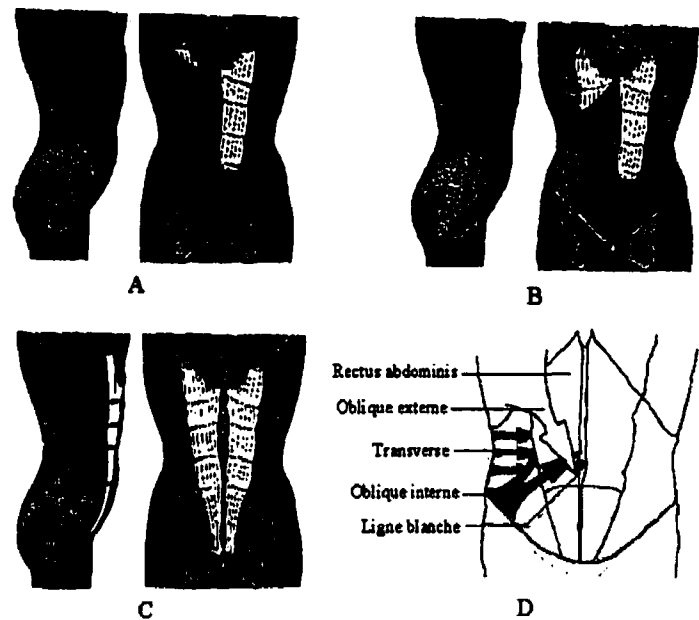 A
B
Rectus abdominis
Oblique externe
Transverse
Oblique interne
Ligne blanche
C
D